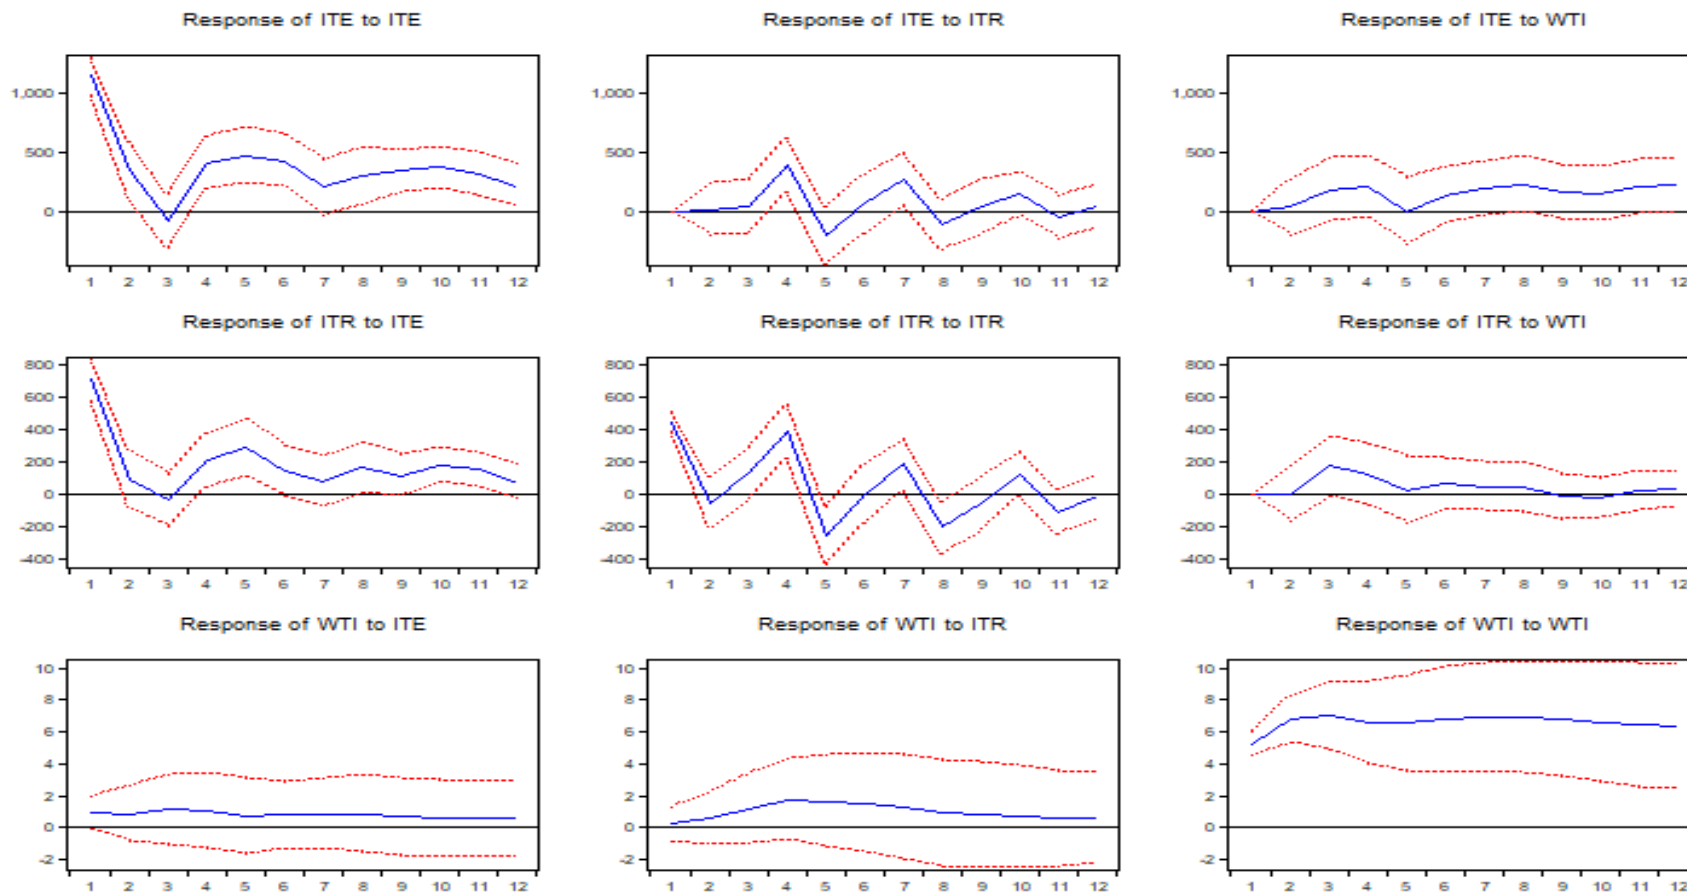 Response of ITE to ITE
Response of ITE to ITR
Response of ITE to WTI
1,000
500
0
1 2 3 4 5 6 7 8 9 10 11 12
1,000
500
0
1 2 3 4 5 6 7 8 9 10 11 12
1,000
500
0
1 2 3 4 5 6 7 8 9 10 11 12
Response of ITR to ITE
Response of ITR to ITR
Response of ITR to WTI
800
600
400
200
0
-200
-400
1 2 3 4 5 6 7 8 9 10 11 12
800
600
400
200
0
-200
-400
1 2 3 4 5 6 7 8 9 10 11 12
800
600
400
200
0
-200
-400
1 2 3 4 5 6 7 8 9 10 11 12
Response of WTI to ITE
Response of WTI to ITR
Response of WTI to WTI
10
8
6
4
2
0
-2
1 2 3 4 5 6 7 8 9 10 11 12
10
8
6
4
2
0
-2
1 2 3 4 5 6 7 8 9 10 11 12
10
8
6
4
2
0
-2
1 2 3 4 5 6 7 8 9 10 11 12